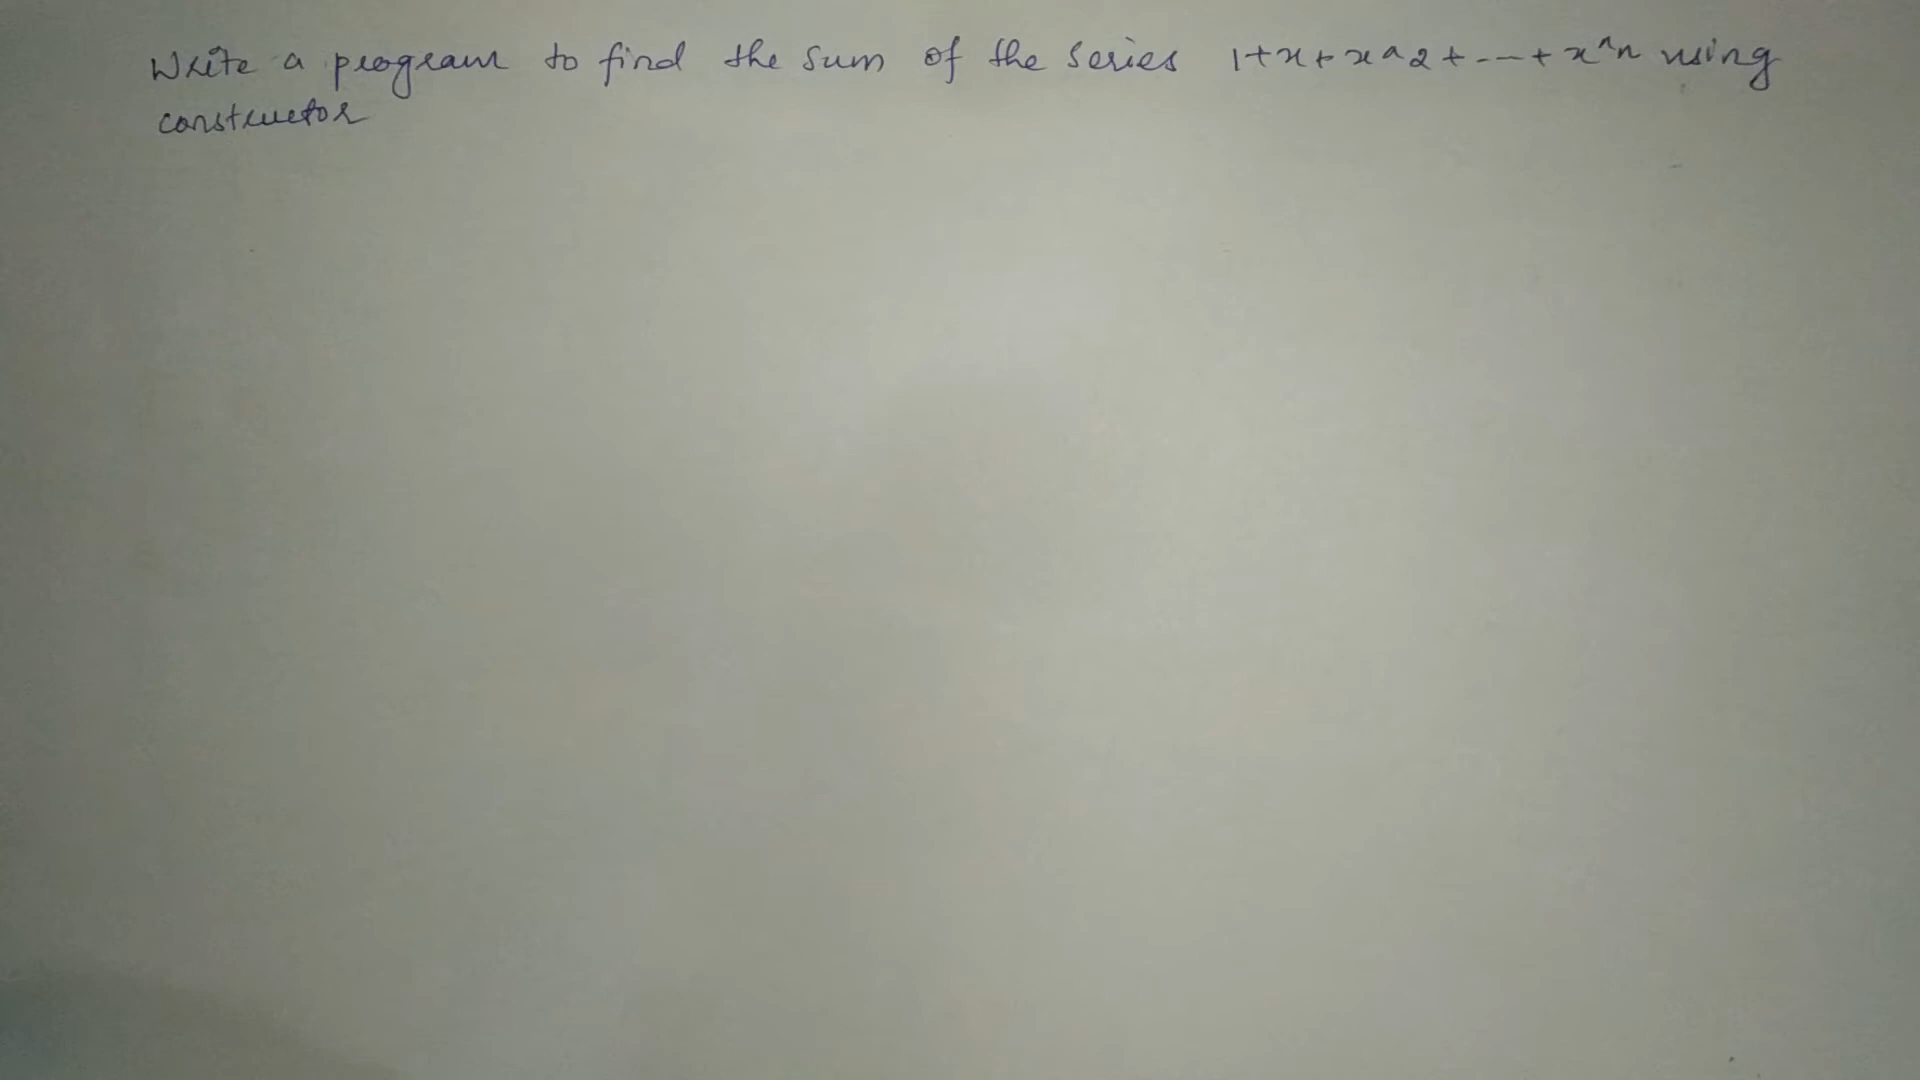 Write a program to find the sum of the series 1+x+x^2+---+x^n using
constructor